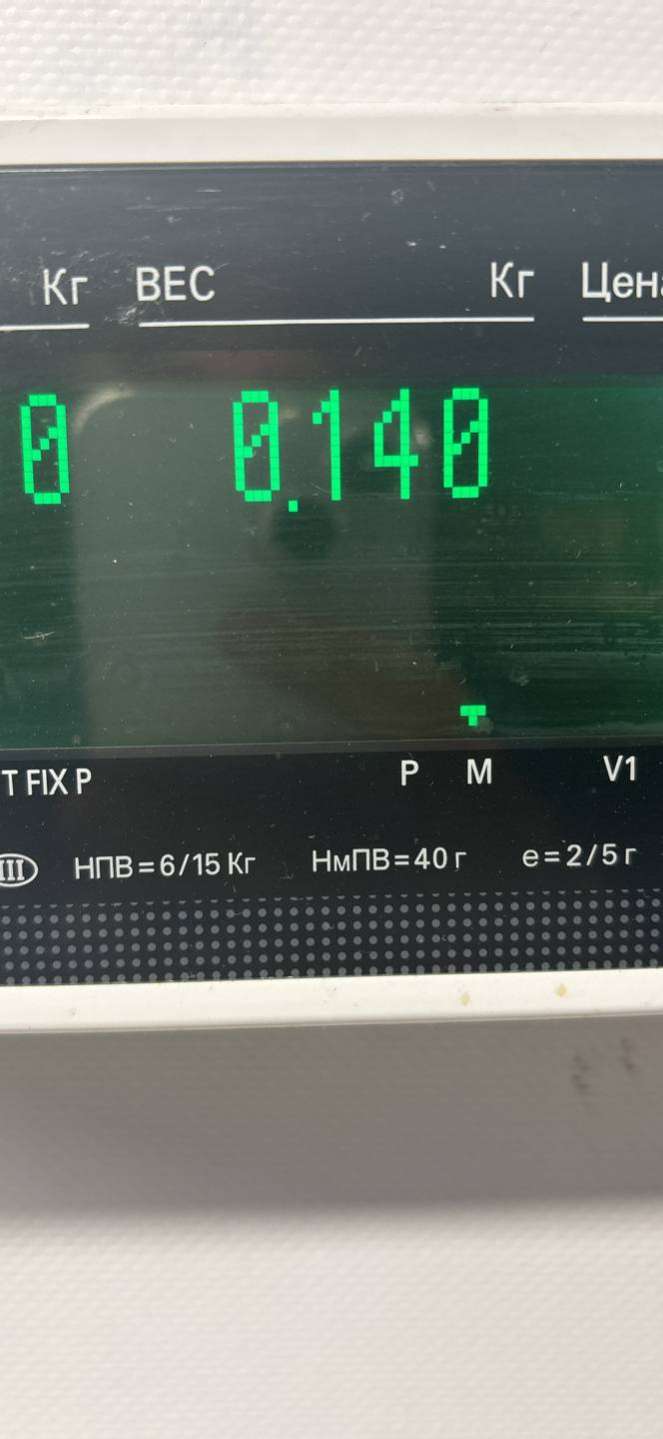 Кг ВЕС Кг Цена
0 0.140
T FIX P P M V1
III НПВ=6/15 Кг НмПВ=40 г e=2/5 г